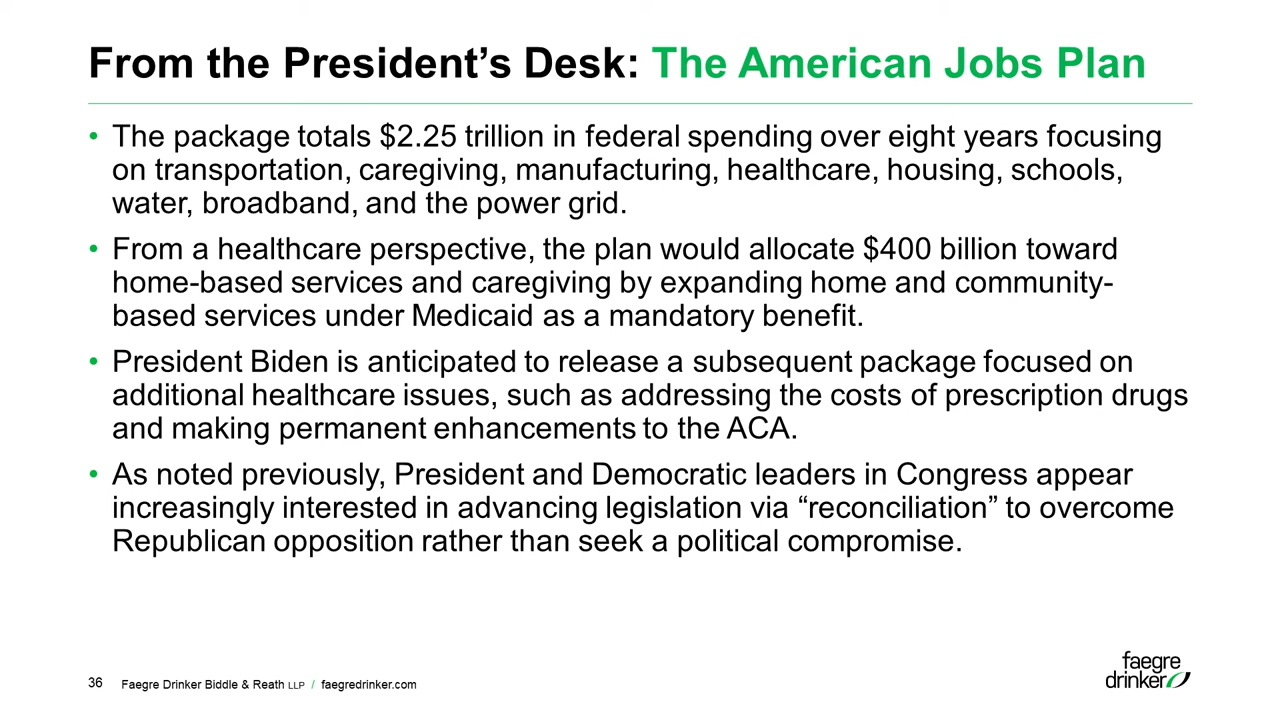 From the President’s Desk: The American Jobs Plan
• The package totals $2.25 trillion in federal spending over eight years focusing
on transportation, caregiving, manufacturing, healthcare, housing, schools,
water, broadband, and the power grid.
• From a healthcare perspective, the plan would allocate $400 billion toward
home-based services and caregiving by expanding home and community-
based services under Medicaid as a mandatory benefit.
• President Biden is anticipated to release a subsequent package focused on
additional healthcare issues, such as addressing the costs of prescription drugs
and making permanent enhancements to the ACA.
• As noted previously, President and Democratic leaders in Congress appear
increasingly interested in advancing legislation via “reconciliation” to overcome
Republican opposition rather than seek a political compromise.
36 Faegre Drinker Biddle & Reath LLP / faegredrinker.com
faegre
drinker